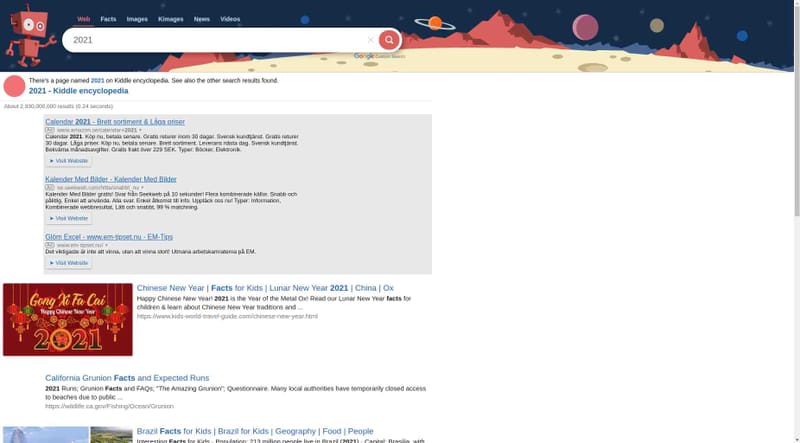 Web Facts Images Kimages News Videos
2021
Google Custom Search
There's a page named 2021 on Kiddle encyclopedia. See also the other search results found.
2021 - Kiddle encyclopedia
About 2,930,000,000 results (0.24 seconds)
Calendar 2021 - Brett sortiment & Låga priser
Ad www.amazon.se/calendar+2021
Calendar 2021. Köp nu, betala senare. Gratis returer inom 30 dagar. Svensk kundtjänst. Gratis returer
30 dagar. Låga priser. Köp nu, betala senare. Brett sortiment. Leverans nästa dag. Svensk kundtjänst.
Bekväma månadsavgifter. Gratis frakt över 229 SEK. Typer: Böcker, Elektronik.
➤ Visit Website
Kalender Med Bilder - Kalender Med Bilder
Ad
Kalender Med Bilder gratis! Svar från Seekweb på 10 sekunder! Flera kombinerade källor. Snabb och
pålitlig. Enkel att använda. Alla svar. Enkel åtkomst till info. Upptäck oss nu! Typer: Information,
Kombinerade webbresultat, Lätt och snabbt, 99 % matchning.
➤ Visit Website
Glöm Excel - www.em-tipset.nu - EM-Tips
Ad www.em-tipset.nu/
Det viktigaste är inte att vinna, utan att vinna stort! Utmana arbetskamraterna på EM.
➤ Visit Website
Gong Xi Fa Cai
Happy Chinese New Year
2021
Chinese New Year | Facts for Kids | Lunar New Year 2021 | China | Ox
Happy Chinese New Year! 2021 is the Year of the Metal Ox! Read our Lunar New Year facts for
children & learn about Chinese New Year traditions and ...
https://www.kids-world-travel-guide.com/chinese-new-year.html
California Grunion Facts and Expected Runs
2021 Runs; Grunion Facts and FAQs; "The Amazing Grunion"; Questionnaire. Many local authorities have temporarily closed access
to beaches due to public ...
https://wildlife.ca.gov/Fishing/Ocean/Grunion
Brazil Facts for Kids | Brazil for Kids | Geography | Food | People
Interesting Facts for Kids - Population: 213 million people live in Brazil (2021) - Capital: Brasilia, with